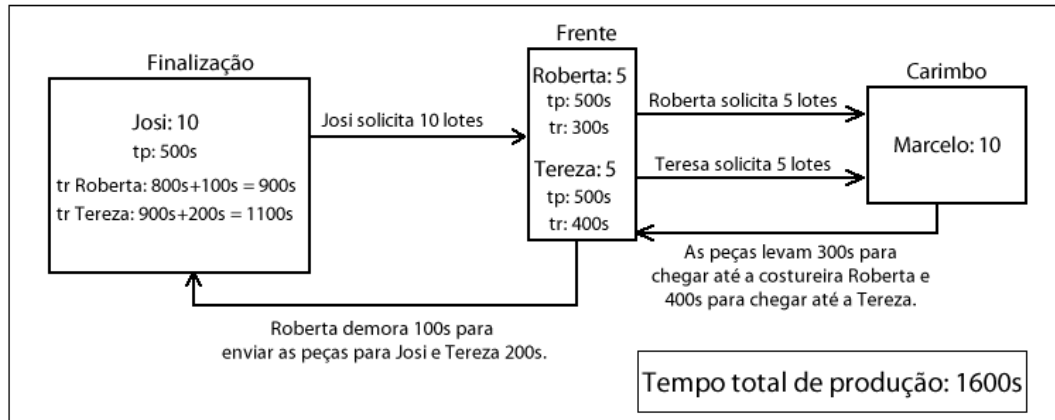 Finalização
Josi: 10
tp: 500s
tr Roberta: 800s+100s = 900s
tr Tereza: 900s+200s = 1100s
Josi solicita 10 lotes
Frente
Roberta: 5
tp: 500s
tr: 300s
Tereza: 5
tp: 500s
tr: 400s
Roberta solicita 5 lotes
Teresa solicita 5 lotes
Carimbo
Marcelo: 10
As peças levam 300s para
chegar até a costureira Roberta e
400s para chegar até a Tereza.
Roberta demora 100s para
enviar as peças para Josi e Tereza 200s.
Tempo total de produção: 1600s